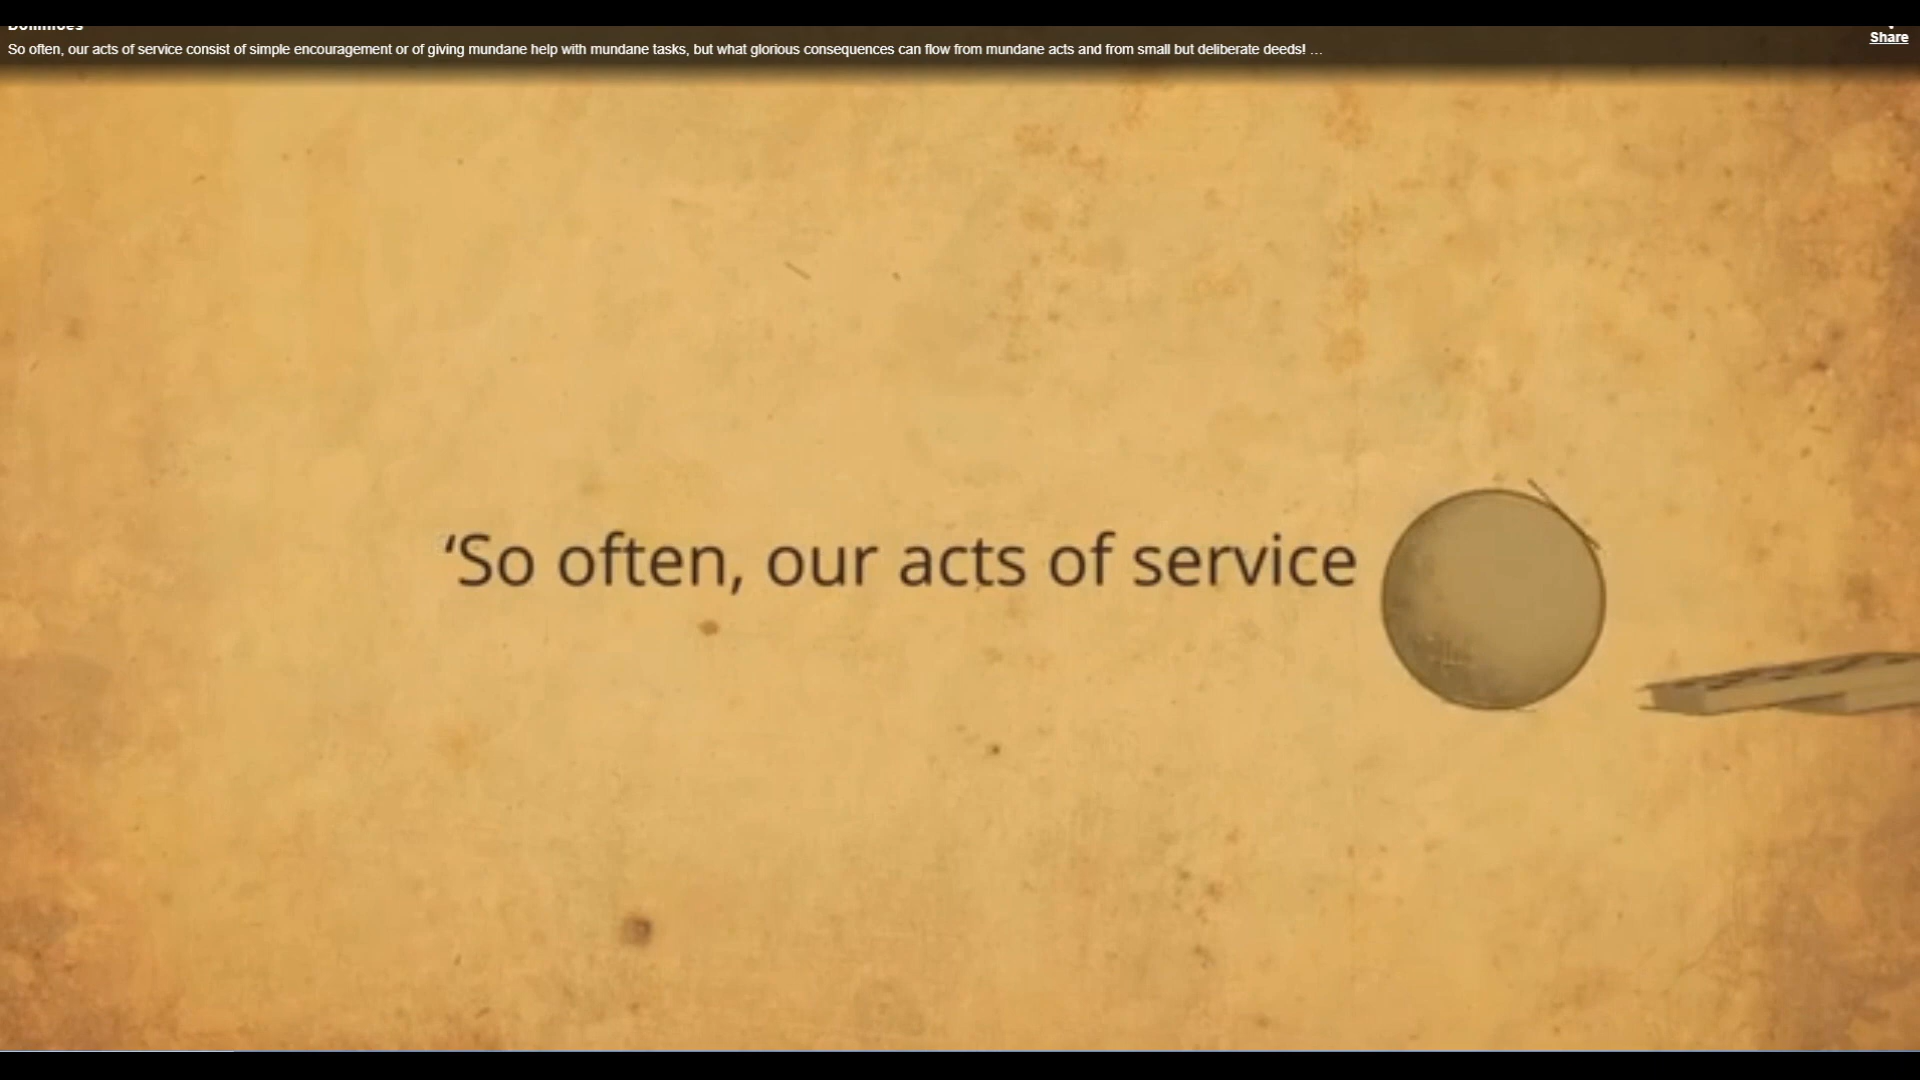 Dominoes
So often, our acts of service consist of simple encouragement or of giving mundane help with mundane tasks, but what glorious consequences can flow from mundane acts and from small but deliberate deeds! ...
Share
‘So often, our acts of service